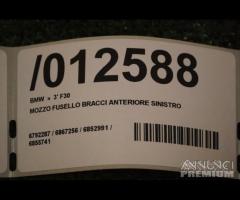 /012588
BMW » 3' F30
MOZZO FUSELLO BRACCI ANTERIORE SINISTRO
6792287 / 6867256 / 6852991 /
6855741
ANNUNCI
PREMIUM